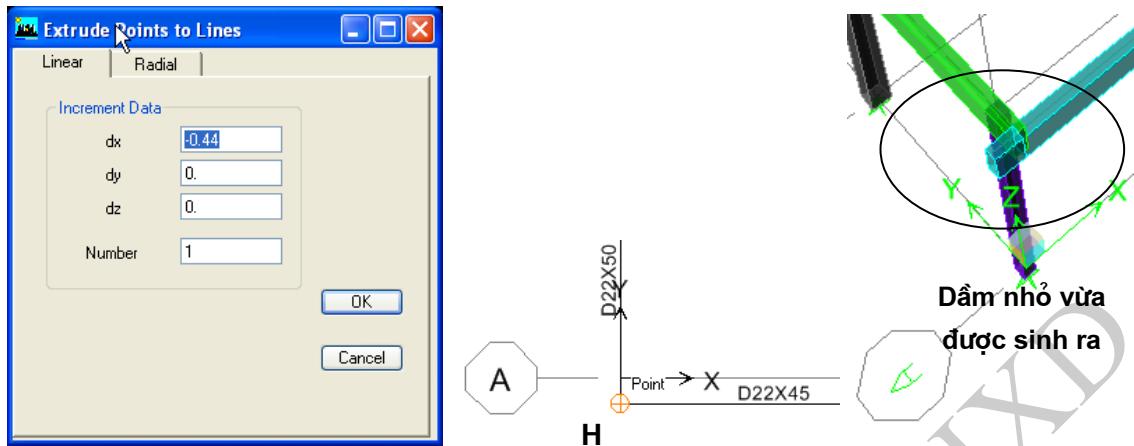 Extrude Points to Lines
Linear
Radial
Increment Data
dx
-0.44
dy
0.
dz
0.
Number
1
OK
Cancel
D22X50
Y
A
Point
X
D22X45
H
Y
Z
X
Dầm nhỏ vừa
được sinh ra
A